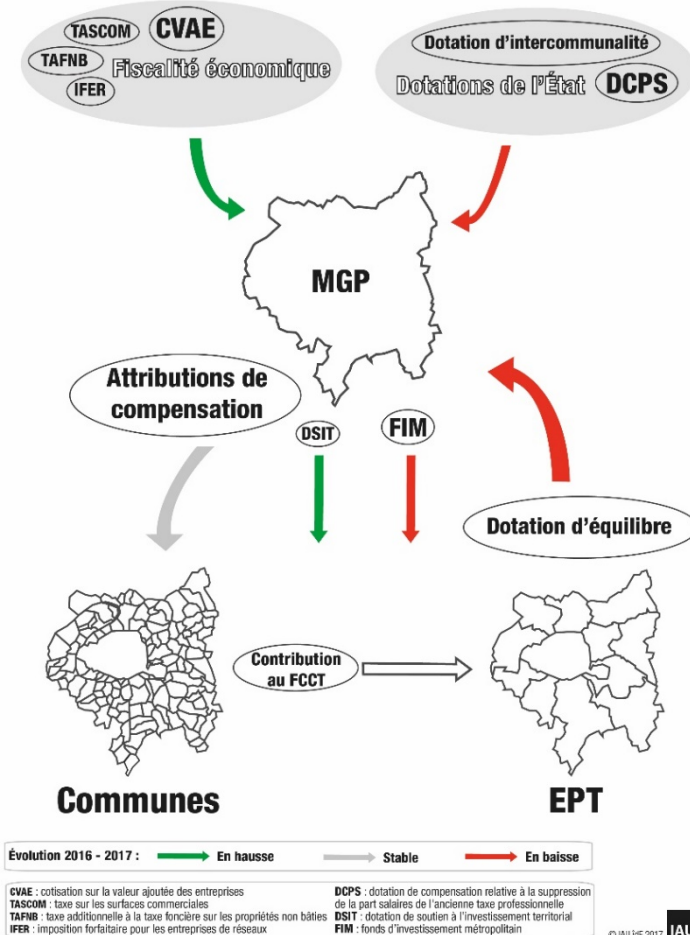 TASCOM
CVAE
TAFNB
Fiscalité économique
IFER
Dotation d'intercommunalité
Dotations de l'État
DCPS
MGP
Attributions de
compensation
DSIT
FIM
Dotation d'équilibre
Contribution
au FCCT
Communes
EPT
Évolution 2016 - 2017 :
En hausse
Stable
En baisse
CVAE : cotisation sur la valeur ajoutée des entreprises
TASCOM : taxe sur les surfaces commerciales
TAFNB : taxe additionnelle à la taxe foncière sur les propriétés non bâties
IFER : imposition forfaitaire pour les entreprises de réseaux
DCPS : dotation de compensation relative à la suppression
de la part salaires de l'ancienne taxe professionnelle
DSIT : dotation de soutien à l'investissement territorial
FIM : fonds d'investissement métropolitain
© IAU îdF 2017
IAU